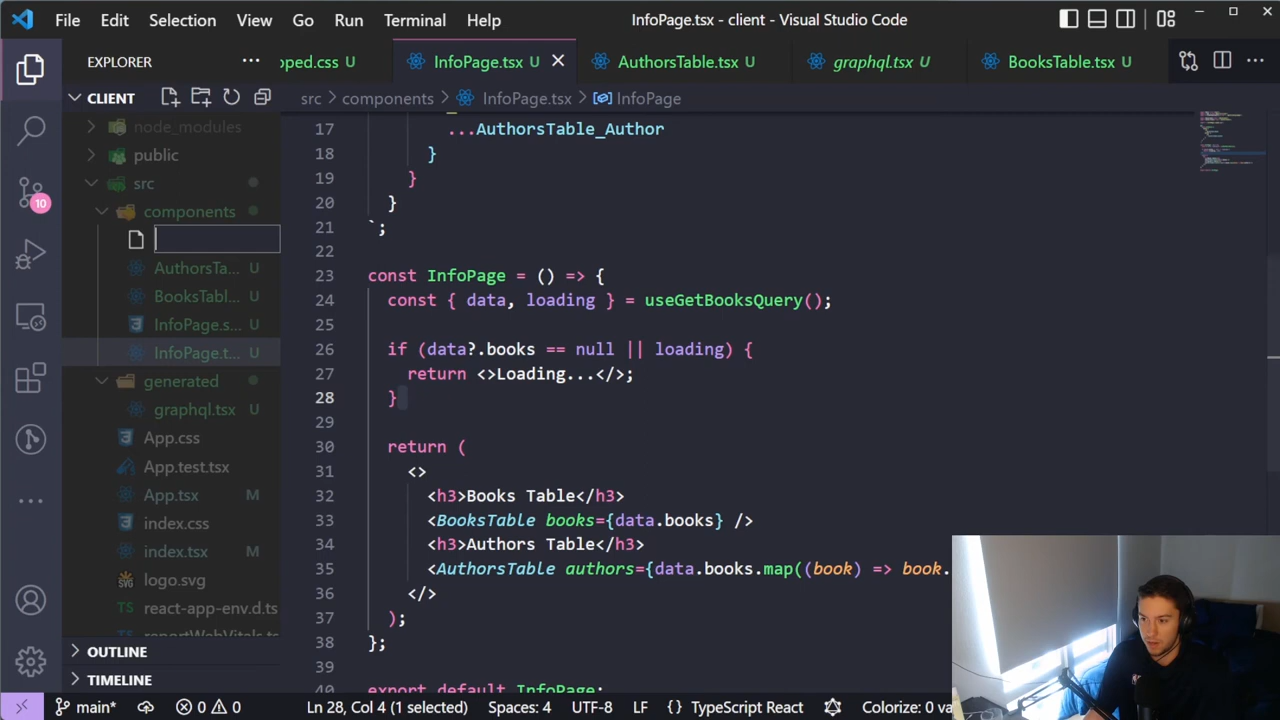 File Edit Selection View Go Run Terminal Help InfoPage.tsx - client - Visual Studio Code
EXPLORER ... pped.css U InfoPage.tsx U AuthorsTable.tsx U graphql.tsx U BooksTable.tsx U
CLIENT
src > components > InfoPage.tsx > InfoPage
node_modules
public
src
components
AuthorsTa... U
BooksTabl... U
InfoPage.s... U
InfoPage.t... U
generated
graphql.tsx U
App.css
App.test.tsx
App.tsx M
index.css
index.tsx M
logo.svg
react-app-env.d.ts
reportWebVitals.ts
OUTLINE
TIMELINE
10
17 ...AuthorsTable_Author
18 }
19 }
20 }
21 `;
22
23 const InfoPage = () => {
24 const { data, loading } = useGetBooksQuery();
25
26 if (data?.books == null || loading) {
27 return <>Loading...</>;
28 }
29
30 return (
31 <>
32 <h3>Books Table</h3>
33 <BooksTable books={data.books} />
34 <h3>Authors Table</h3>
35 <AuthorsTable authors={data.books.map((book) => book.
36 </>
37 );
38 };
39
40 export default InfoPage;
main* 0 0 Ln 28, Col 4 (1 selected) Spaces: 4 UTF-8 LF {} TypeScript React Colorize: 0 va